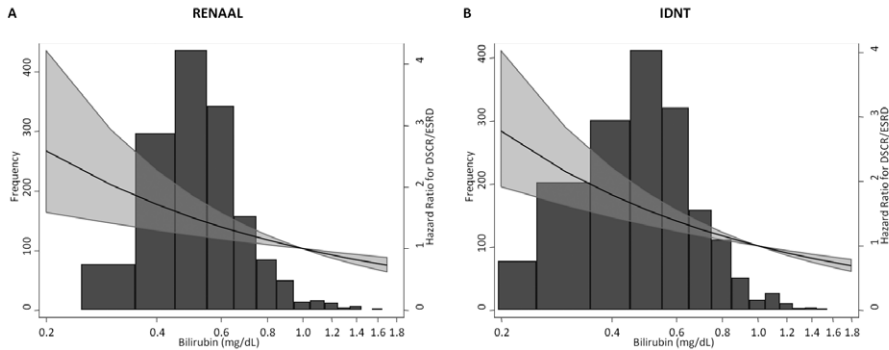 A RENAAL
Frequency
0 100 200 300 400
0 1 2 3 4
Hazard Ratio for DSCR/ESRD
0.2 0.4 0.6 0.8 1.0 1.2 1.4 1.6 1.8
Bilirubin (mg/dL)
B IDNT
Frequency
0 100 200 300 400
0 1 2 3 4
Hazard Ratio for DSCR/ESRD
0.2 0.4 0.6 0.8 1.0 1.2 1.4 1.6 1.8
Bilirubin (mg/dL)